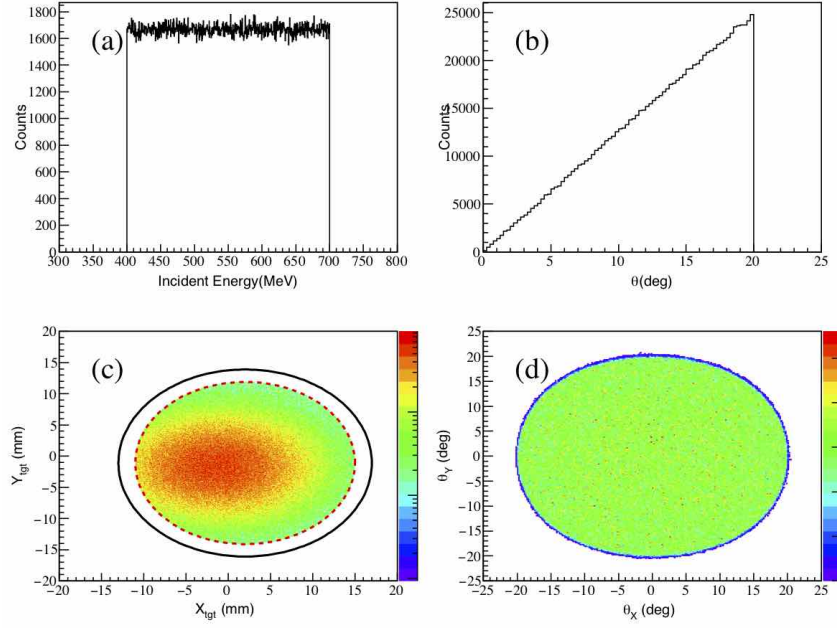 (a)
1800
1600
1400
1200
1000
800
600
400
200
0
Counts
300 350 400 450 500 550 600 650 700 750 800
Incident Energy(MeV)
(b)
25000
20000
15000
10000
5000
0
Counts
0 5 10 15 20 25
θ(deg)
(c)
20
15
10
5
0
−5
−10
−15
−20
Y_tgt (mm)
−20 −15 −10 −5 0 5 10 15 20
X_tgt (mm)
(d)
25
20
15
10
5
0
−5
−10
−15
−20
−25
θ_Y (deg)
−25 −20 −15 −10 −5 0 5 10 15 20 25
θ_X (deg)